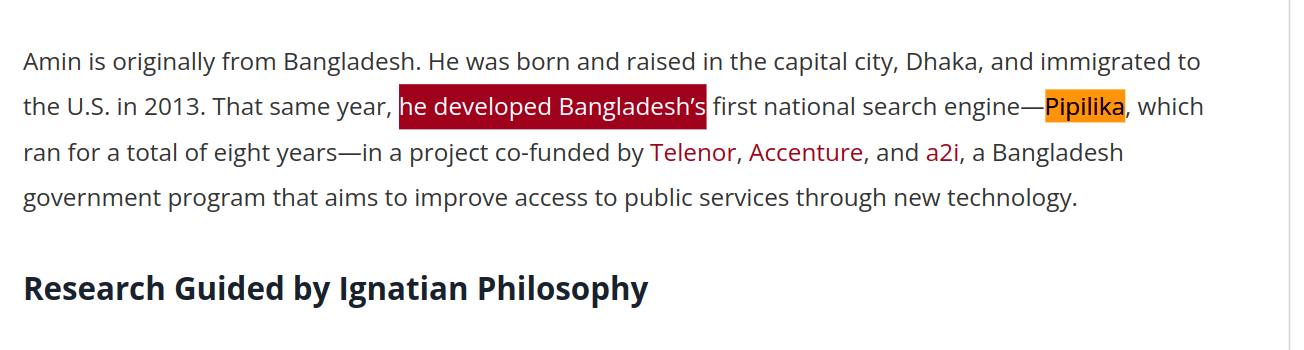 Amin is originally from Bangladesh. He was born and raised in the capital city, Dhaka, and immigrated to
the U.S. in 2013. That same year, he developed Bangladesh’s first national search engine—Pipilika, which
ran for a total of eight years—in a project co-funded by Telenor, Accenture, and a2i, a Bangladesh
government program that aims to improve access to public services through new technology.
Research Guided by Ignatian Philosophy